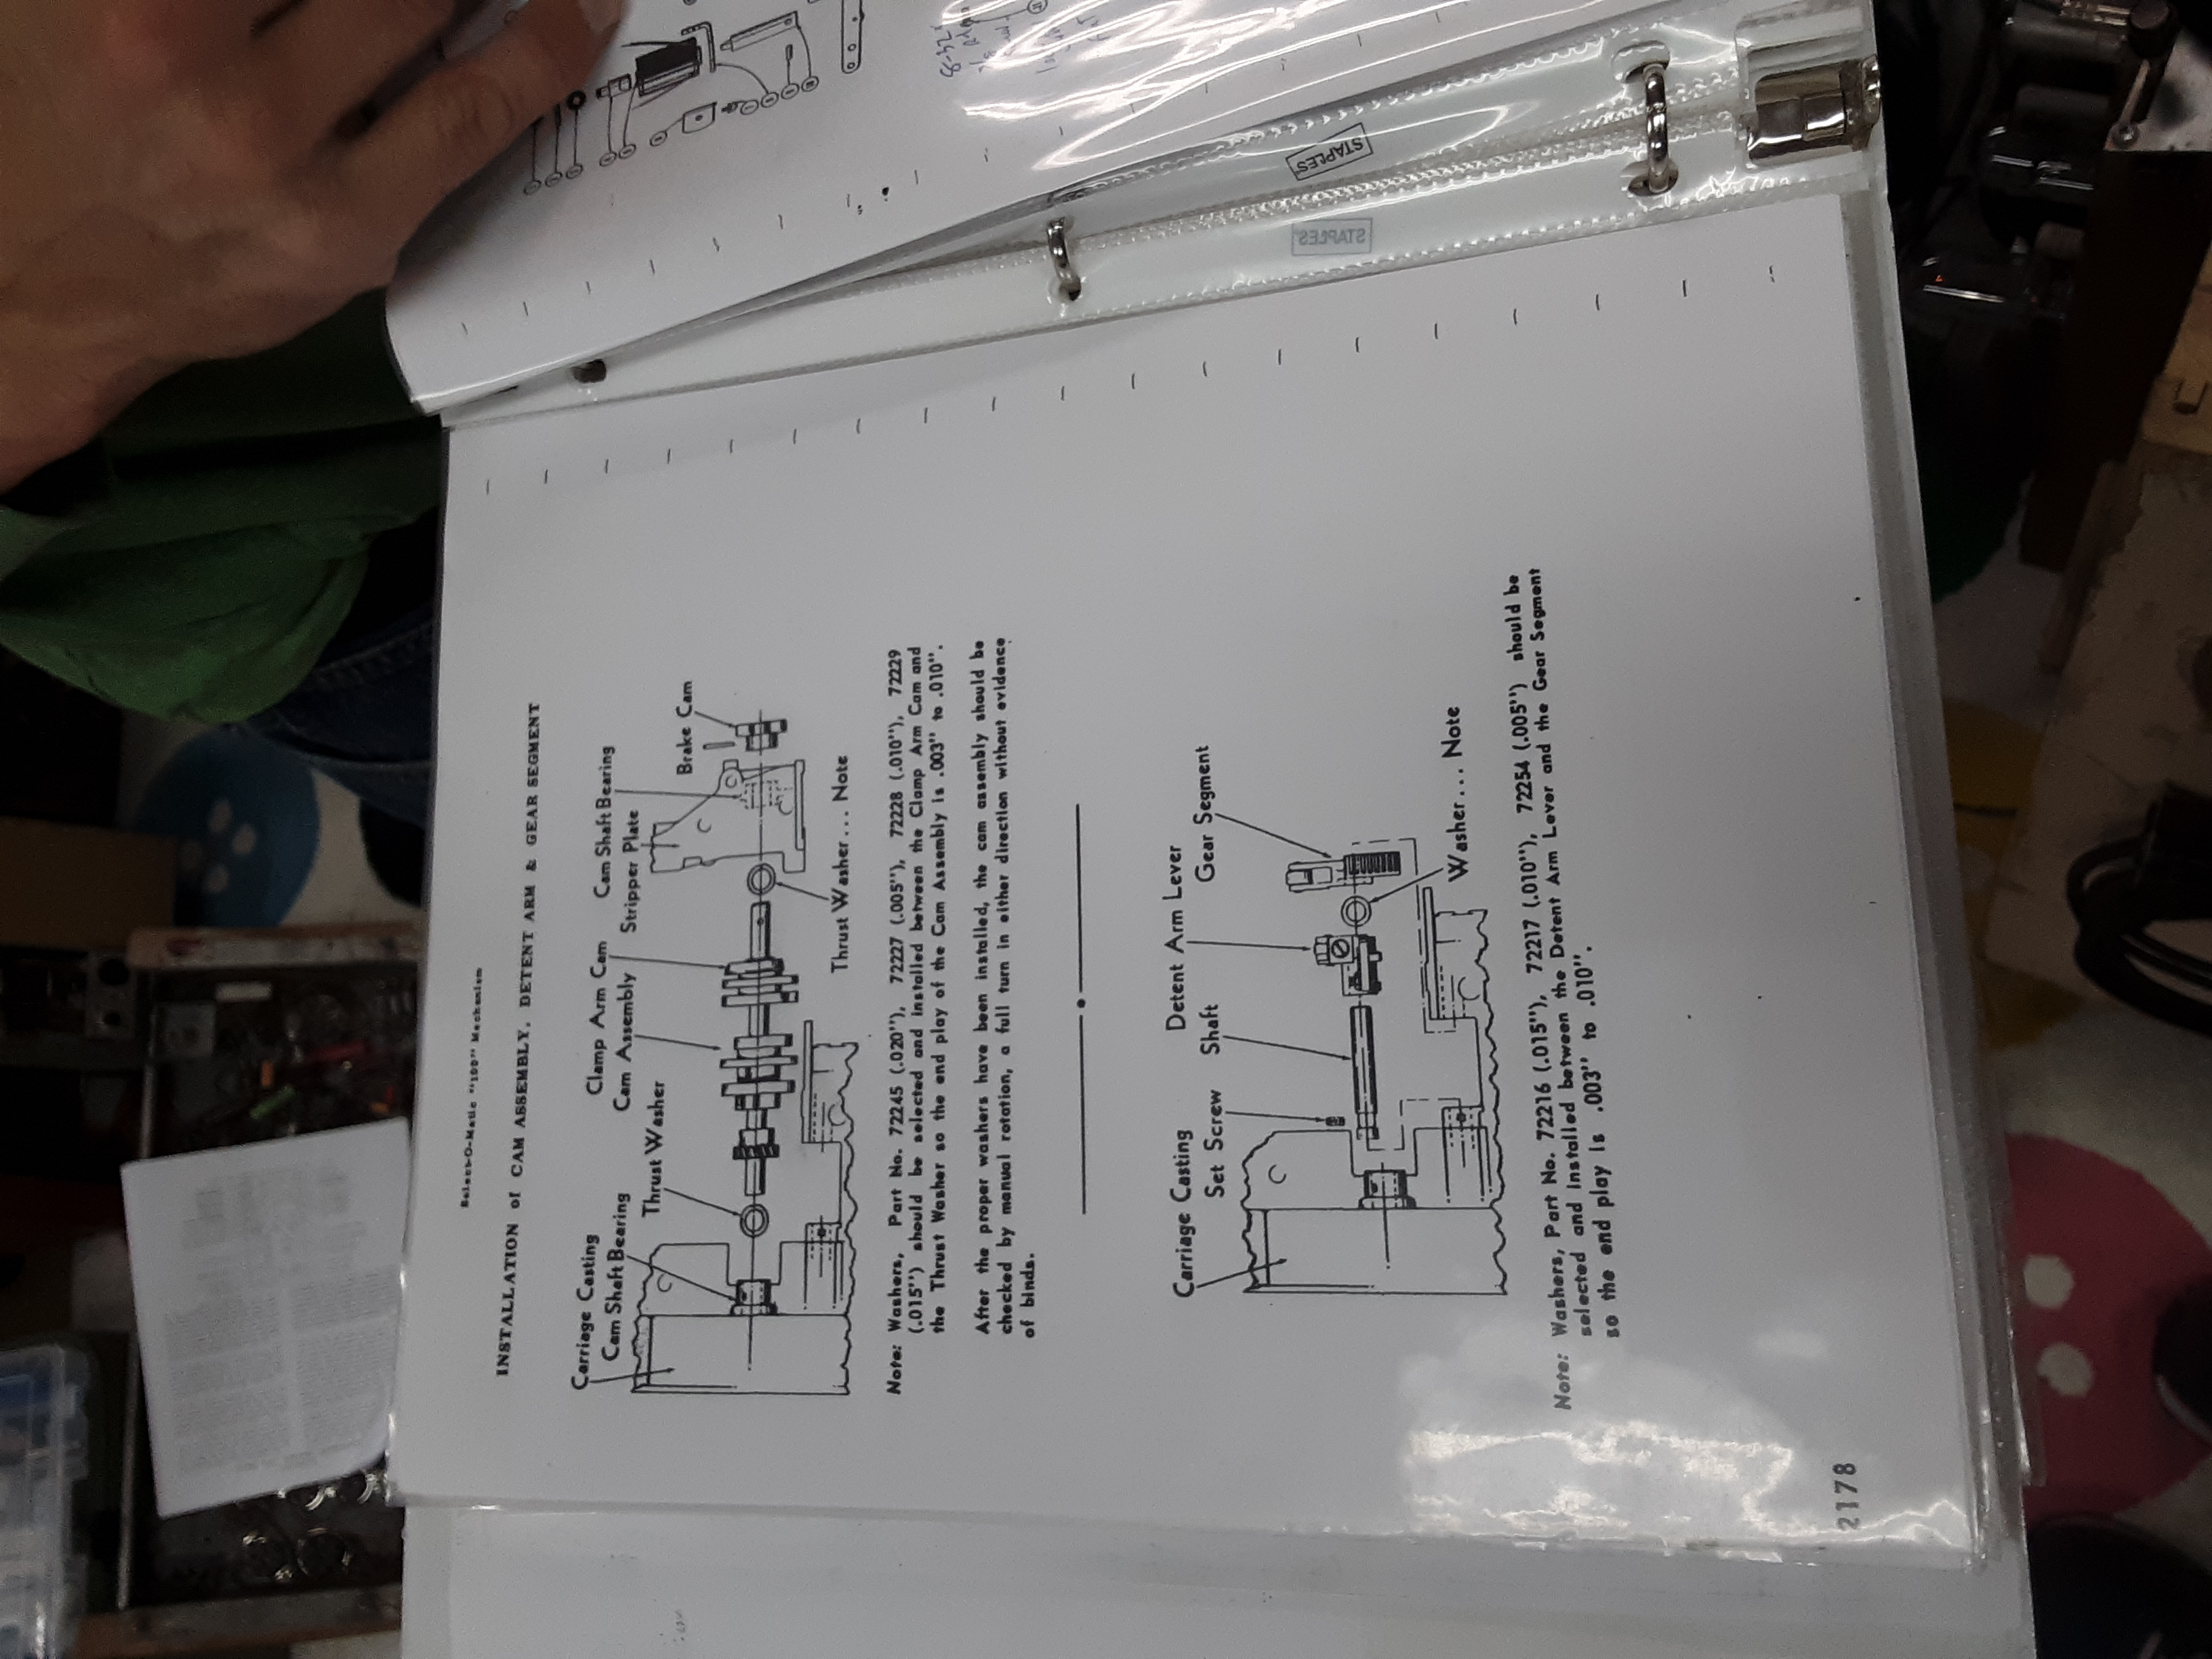 Select-O-Matic "100" Mechanism
INSTALLATION of CAM ASSEMBLY, DETENT ARM & GEAR SEGMENT
Carriage Casting
Cam Shaft Bearing
Thrust Washer
Clamp Arm Cam
Cam Assembly
Cam Shaft Bearing
Stripper Plate
Brake Cam
Thrust Washer... Note
Note: Washers, Part No. 72245 (.020"), 72227 (.005"), 72228 (.010"), 72229
(.015") should be selected and installed between the Clamp Arm Cam and
the Thrust Washer so the end play of the Cam Assembly is .003" to .010".
After the proper washers have been installed, the cam assembly should be
checked by manual rotation, a full turn in either direction without evidence
of binds.
Carriage Casting
Set Screw
Shaft
Detent Arm Lever
Gear Segment
Washer... Note
Note: Washers, Part No. 72216 (.015"), 72217 (.010"), 72254 (.005") should be
selected and installed between the Detent Arm Lever and the Gear Segment
so the end play is .003" to .010".
2178
STAPLES
STAPLES